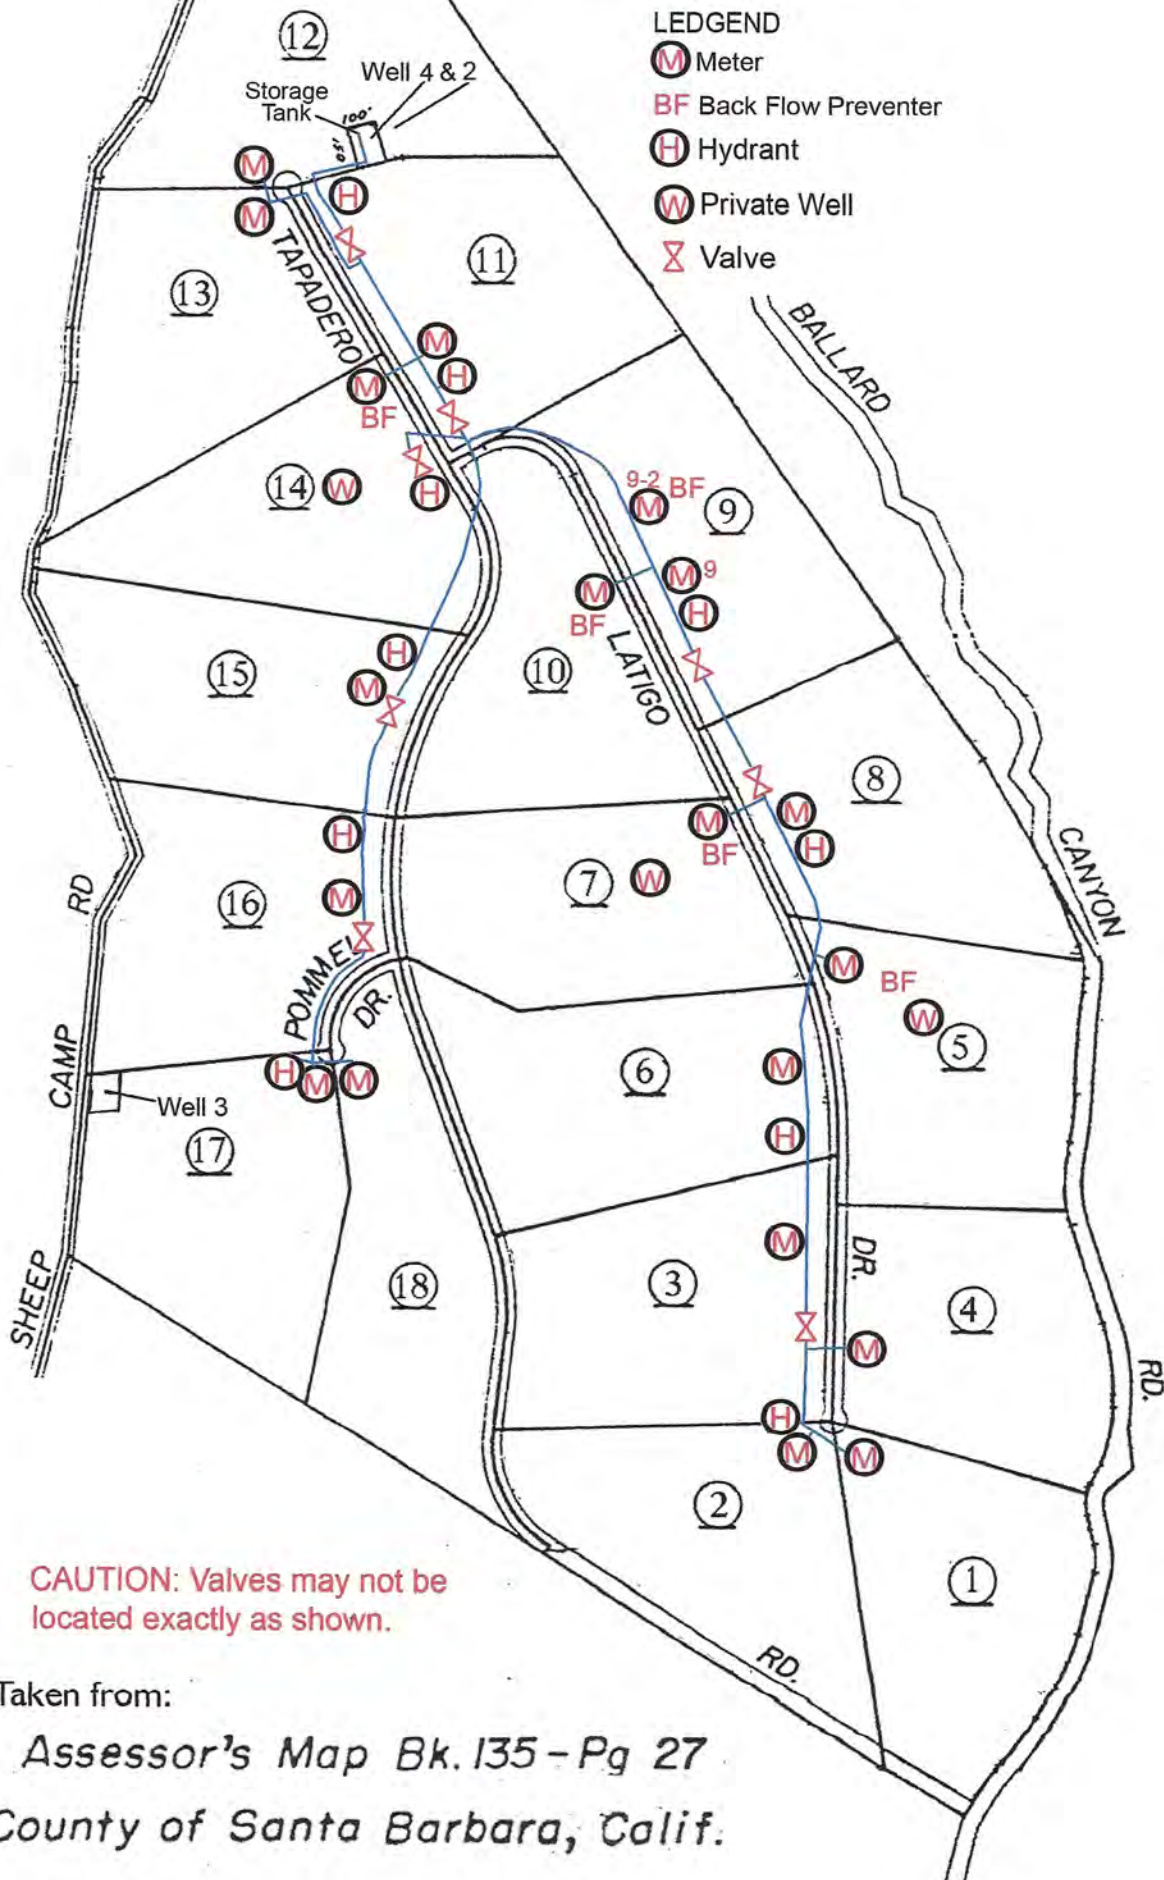 LEDGEND
M Meter
BF Back Flow Preventer
H Hydrant
W Private Well
Valve
12
Well 4 & 2
Storage
Tank
100'
150
M
M
H
TAPADERO
11
13
BALLARD
M
H
M
BF
14
W
H
9-2 BF
M
9
M 9
M
BF
H
LATIGO
10
15
H
M
8
M
BF
M
H
H
7
W
CANYON
RD
16
M
POMMEL
DR.
M
BF
W
5
CAMP
H
M
M
Well 3
17
6
M
H
SHEEP
18
3
M
DR.
4
M
RD.
H
M
M
2
1
CAUTION: Valves may not be
located exactly as shown.
RD.
Taken from:
Assessor's Map Bk. 135-Pg 27
County of Santa Barbara, Calif.